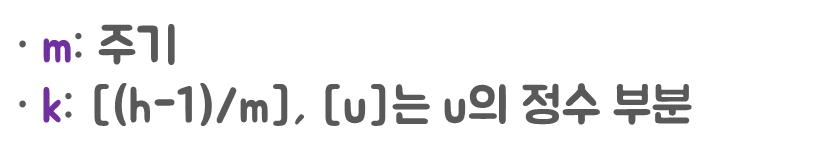 · m: 주기
· k: [(h-1)/m], [u]는 u의 정수 부분